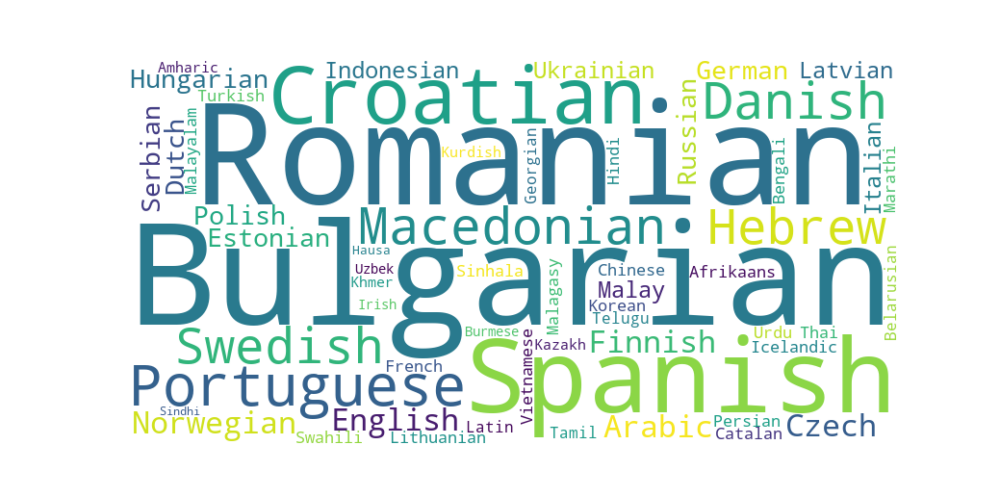 Amharic
Hungarian
Indonesian
Ukrainian
German
Latvian
Turkish
Croatian
Danish
Serbian
Dutch
Malayalam
Romanian
Kurdish
Georgian
Hindi
Russian
Bengali
Italian
Marathi
Polish
Estonian
Macedonian
Hebrew
Bulgarian
Hausa
Uzbek
Khmer
Irish
Sinhala
Malagasy
Chinese
Malay
Korean
Telugu
Afrikaans
Belarusian
Swedish
Burmese
Kazakh
Finnish
Urdu
Thai
Icelandic
French
Vietnamese
Spanish
Portuguese
Sindhi
Norwegian
English
Latin
Swahili
Lithuanian
Tamil
Arabic
Persian
Catalan
Czech